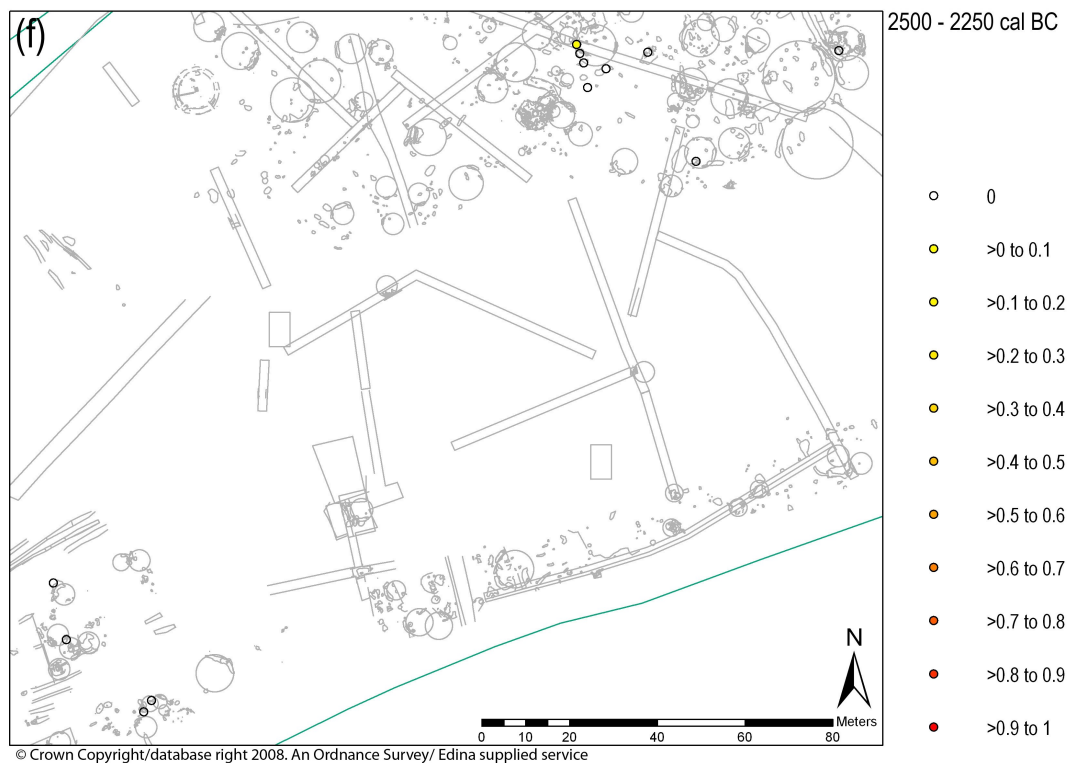 (f)
2500 - 2250 cal BC
0
>0 to 0.1
>0.1 to 0.2
>0.2 to 0.3
>0.3 to 0.4
>0.4 to 0.5
>0.5 to 0.6
>0.6 to 0.7
>0.7 to 0.8
>0.8 to 0.9
>0.9 to 1
N
Meters
0 10 20 40 60 80
© Crown Copyright/database right 2008. An Ordnance Survey/ Edina supplied service